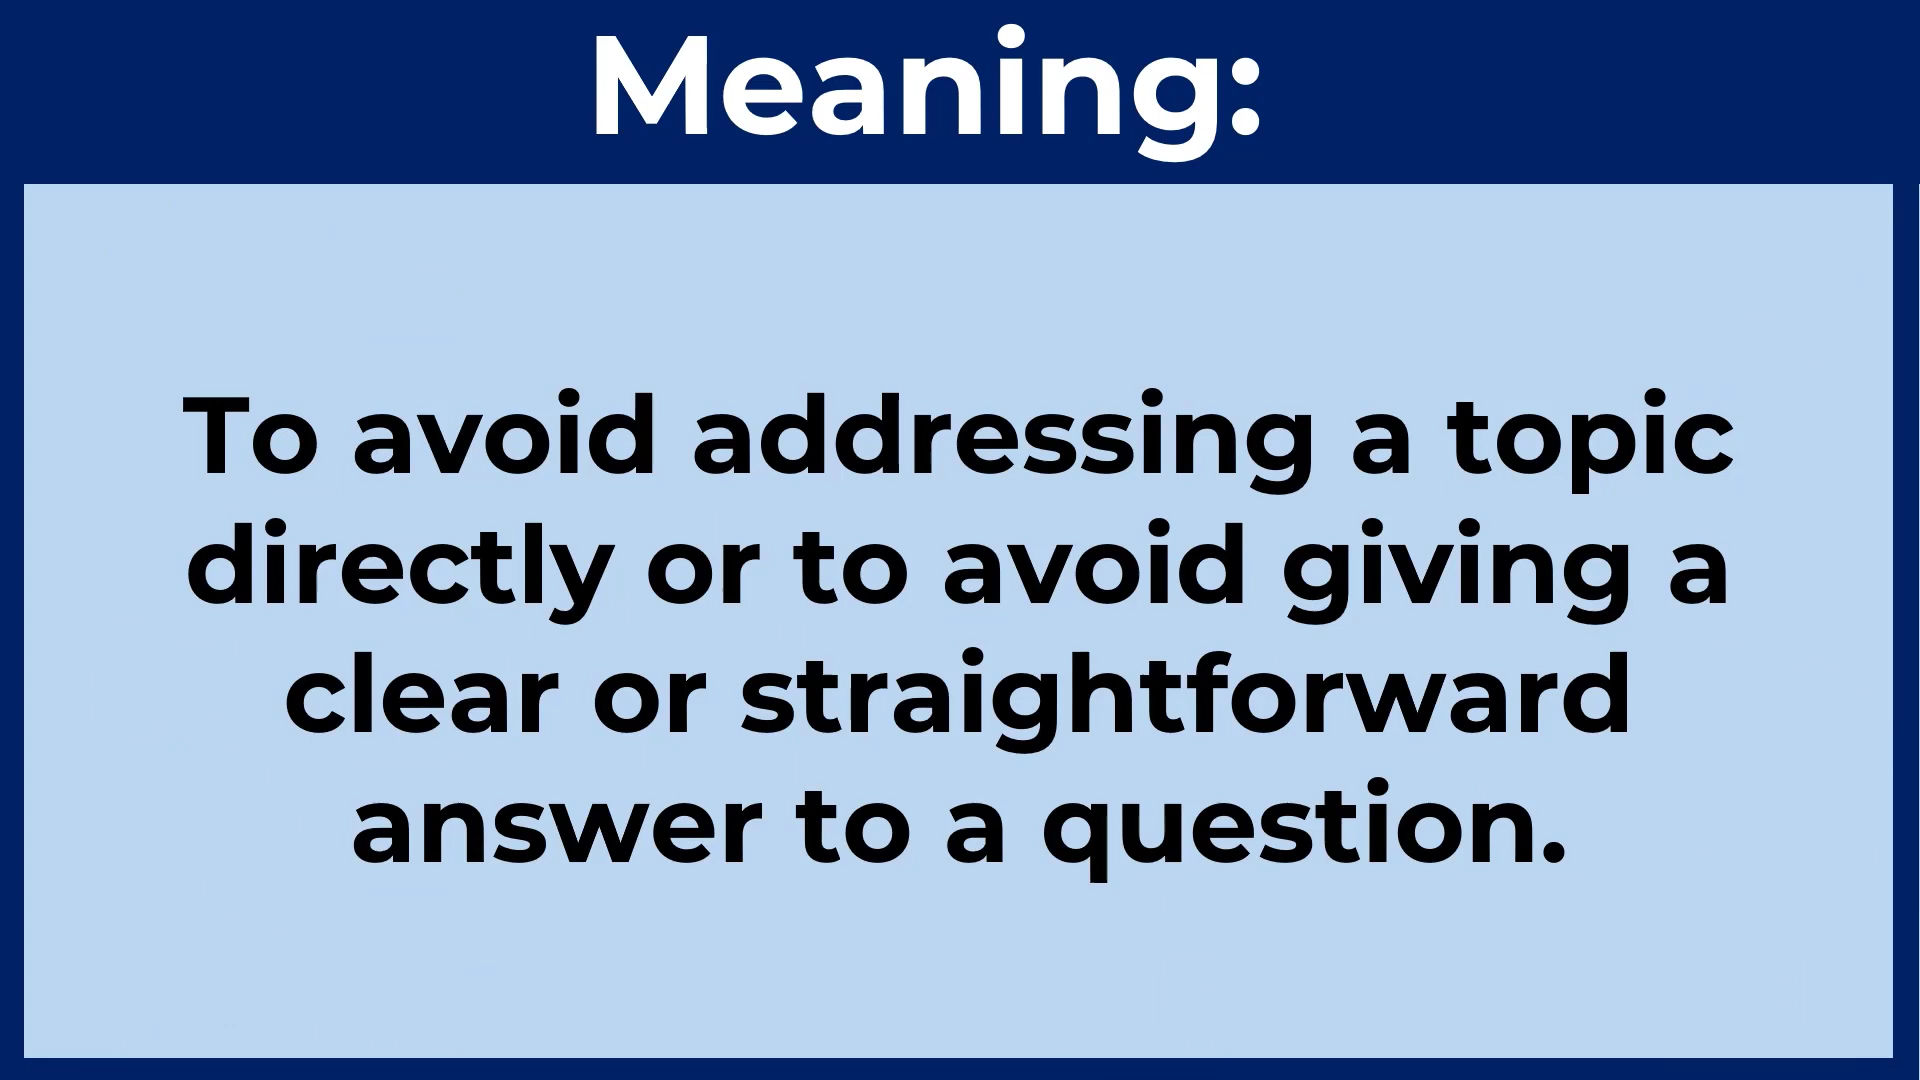 Meaning:
To avoid addressing a topic
directly or to avoid giving a
clear or straightforward
answer to a question.